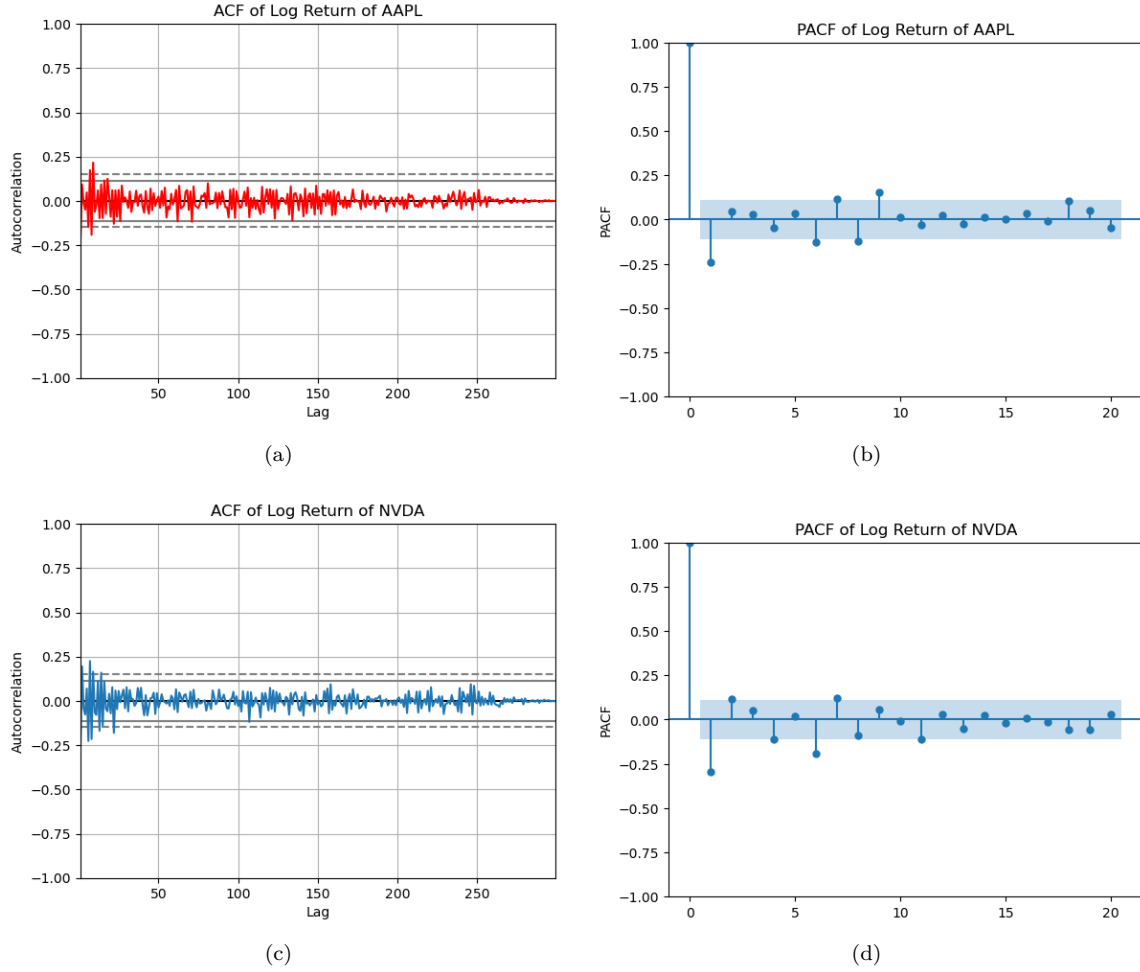 ACF of Log Return of AAPL
1.00
0.75
0.50
0.25
0.00
−0.25
−0.50
−0.75
−1.00
Autocorrelation
50 100 150 200 250
Lag
(a)
PACF of Log Return of AAPL
1.00
0.75
0.50
0.25
0.00
−0.25
−0.50
−0.75
−1.00
PACF
0 5 10 15 20
(b)
ACF of Log Return of NVDA
1.00
0.75
0.50
0.25
0.00
−0.25
−0.50
−0.75
−1.00
Autocorrelation
50 100 150 200 250
Lag
(c)
PACF of Log Return of NVDA
1.00
0.75
0.50
0.25
0.00
−0.25
−0.50
−0.75
−1.00
PACF
0 5 10 15 20
(d)